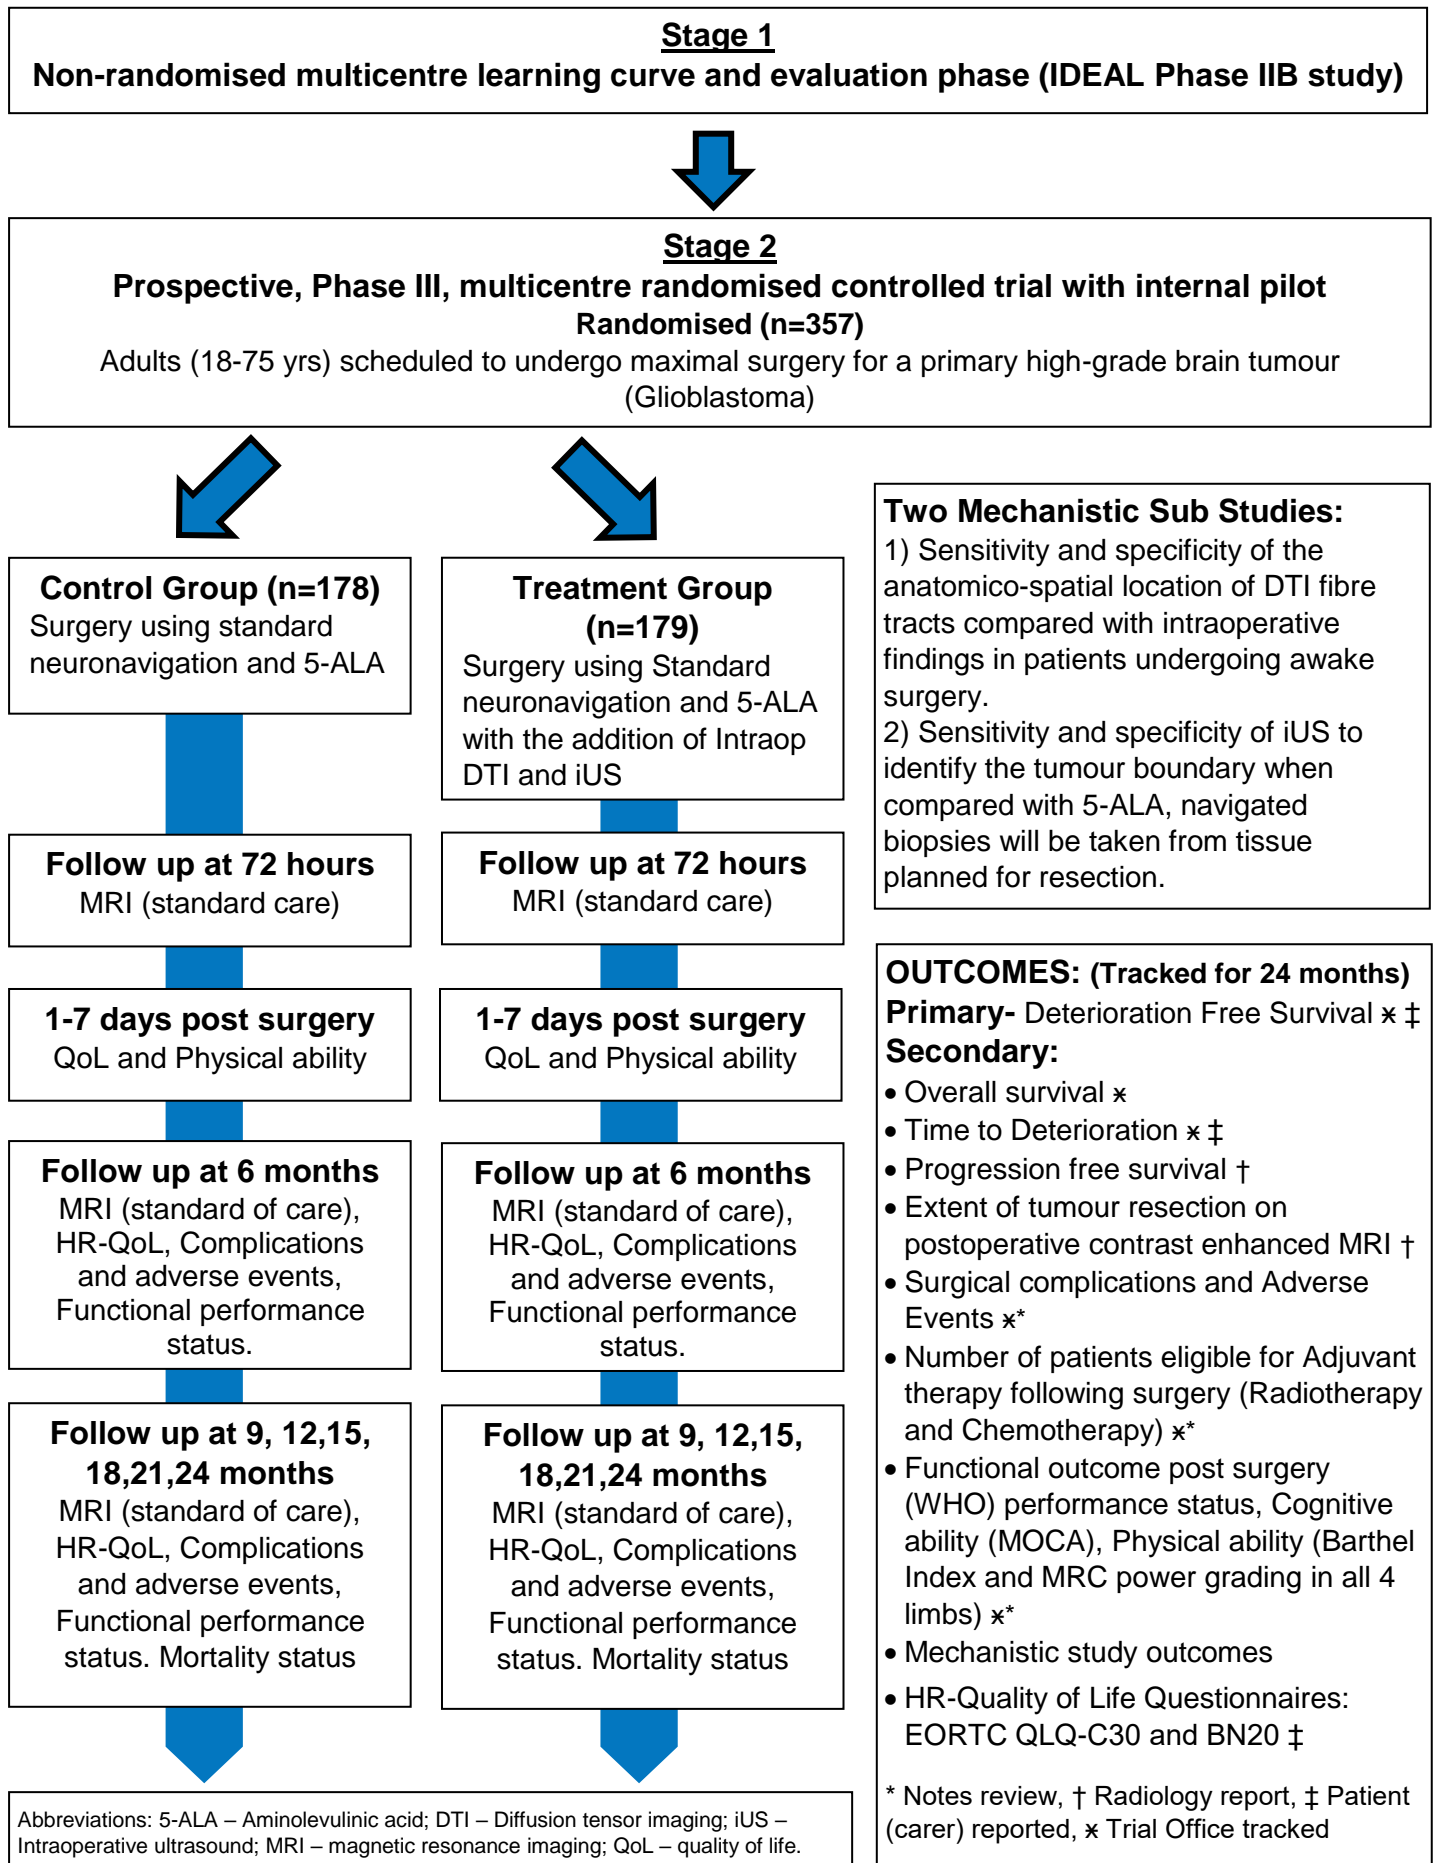 Stage 1
Non-randomised multicentre learning curve and evaluation phase (IDEAL Phase IIB study)
Stage 2
Prospective, Phase III, multicentre randomised controlled trial with internal pilot
Randomised (n=357)
Adults (18-75 yrs) scheduled to undergo maximal surgery for a primary high-grade brain tumour
(Glioblastoma)
Control Group (n=178)
Surgery using standard
neuronavigation and 5-ALA
Follow up at 72 hours
MRI (standard care)
1-7 days post surgery
QoL and Physical ability
Follow up at 6 months
MRI (standard of care),
HR-QoL, Complications
and adverse events,
Functional performance
status.
Follow up at 9, 12,15,
18,21,24 months
MRI (standard of care),
HR-QoL, Complications
and adverse events,
Functional performance
status. Mortality status
Treatment Group
(n=179)
Surgery using Standard
neuronavigation and 5-ALA
with the addition of Intraop
DTI and iUS
Follow up at 72 hours
MRI (standard care)
1-7 days post surgery
QoL and Physical ability
Follow up at 6 months
MRI (standard of care),
HR-QoL, Complications
and adverse events,
Functional performance
status.
Follow up at 9, 12,15,
18,21,24 months
MRI (standard of care),
HR-QoL, Complications
and adverse events,
Functional performance
status. Mortality status
Two Mechanistic Sub Studies:
1) Sensitivity and specificity of the
anatomico-spatial location of DTI fibre
tracts compared with intraoperative
findings in patients undergoing awake
surgery.
2) Sensitivity and specificity of iUS to
identify the tumour boundary when
compared with 5-ALA, navigated
biopsies will be taken from tissue
planned for resection.
OUTCOMES: (Tracked for 24 months)
Primary- Deterioration Free Survival ӿ ‡
Secondary:
• Overall survival ӿ
• Time to Deterioration ӿ ‡
• Progression free survival †
• Extent of tumour resection on
postoperative contrast enhanced MRI †
• Surgical complications and Adverse
Events ӿ*
• Number of patients eligible for Adjuvant
therapy following surgery (Radiotherapy
and Chemotherapy) ӿ*
• Functional outcome post surgery
(WHO) performance status, Cognitive
ability (MOCA), Physical ability (Barthel
Index and MRC power grading in all 4
limbs) ӿ*
• Mechanistic study outcomes
• HR-Quality of Life Questionnaires:
EORTC QLQ-C30 and BN20 ‡
* Notes review, † Radiology report, ‡ Patient
(carer) reported, ӿ Trial Office tracked
Abbreviations: 5-ALA – Aminolevulinic acid; DTI – Diffusion tensor imaging; iUS –
Intraoperative ultrasound; MRI – magnetic resonance imaging; QoL – quality of life.